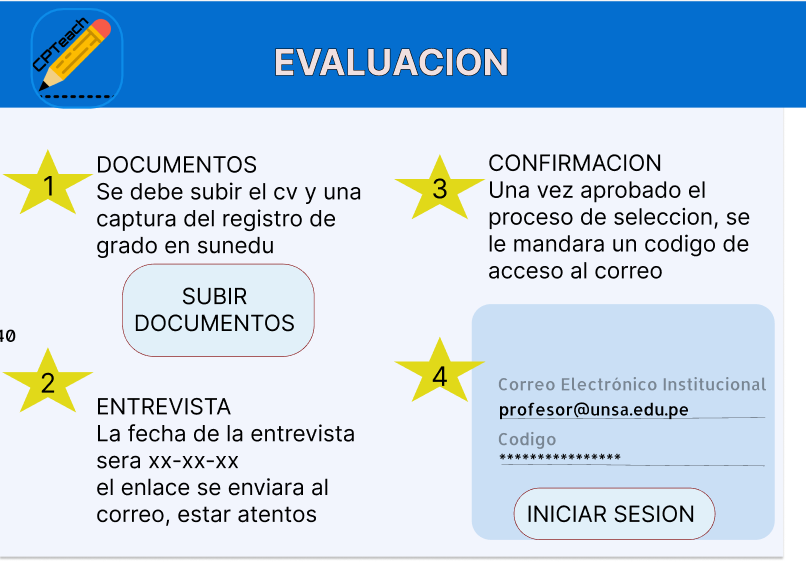 CPTeach
EVALUACION
1
DOCUMENTOS
Se debe subir el cv y una
captura del registro de
grado en sunedu
SUBIR
DOCUMENTOS
40
2
ENTREVISTA
La fecha de la entrevista
sera xx-xx-xx
el enlace se enviara al
correo, estar atentos
3
CONFIRMACION
Una vez aprobado el
proceso de seleccion, se
le mandara un codigo de
acceso al correo
4
Correo Electrónico Institucional
profesor@unsa.edu.pe
Codigo
****************
INICIAR SESION